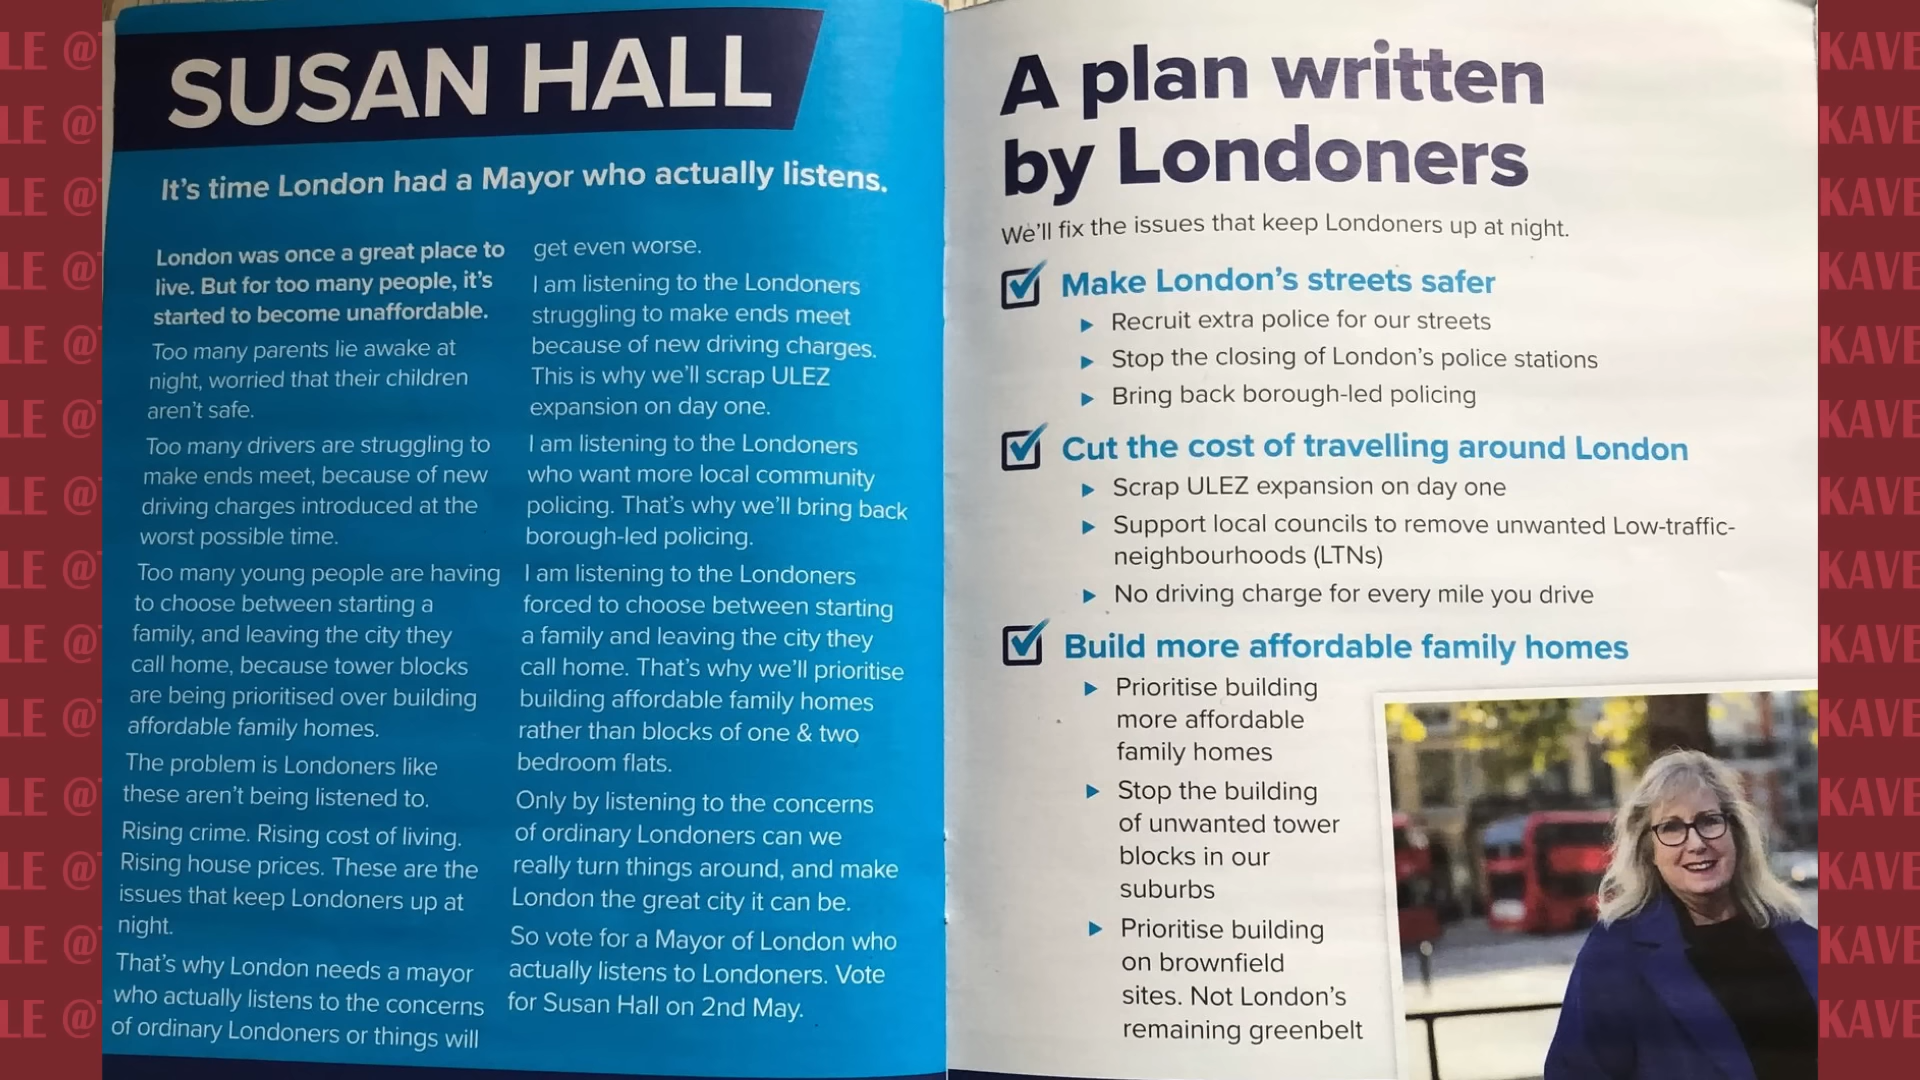 SUSAN HALL
It's time London had a Mayor who actually listens.
London was once a great place to
live. But for too many people, it's
started to become unaffordable.
Too many parents lie awake at
night, worried that their children
aren't safe.
Too many drivers are struggling to
make ends meet, because of new
driving charges introduced at the
worst possible time.
Too many young people are having
to choose between starting a
family, and leaving the city they
call home, because tower blocks
are being prioritised over building
affordable family homes.
The problem is Londoners like
these aren't being listened to.
Rising crime. Rising cost of living.
Rising house prices. These are the
issues that keep Londoners up at
night.
That's why London needs a mayor
who actually listens to the concerns
of ordinary Londoners or things will
get even worse.
I am listening to the Londoners
struggling to make ends meet
because of new driving charges.
This is why we'll scrap ULEZ
expansion on day one.
I am listening to the Londoners
who want more local community
policing. That's why we'll bring back
borough-led policing.
I am listening to the Londoners
forced to choose between starting
a family and leaving the city they
call home. That's why we'll prioritise
building affordable family homes
rather than blocks of one & two
bedroom flats.
Only by listening to the concerns
of ordinary Londoners can we
really turn things around, and make
London the great city it can be.
So vote for a Mayor of London who
actually listens to Londoners. Vote
for Susan Hall on 2nd May.
A plan written
by Londoners
We'll fix the issues that keep Londoners up at night.
Make London's streets safer
Recruit extra police for our streets
Stop the closing of London's police stations
Bring back borough-led policing
Cut the cost of travelling around London
Scrap ULEZ expansion on day one
Support local councils to remove unwanted Low-traffic-
neighbourhoods (LTNs)
No driving charge for every mile you drive
Build more affordable family homes
Prioritise building
more affordable
family homes
Stop the building
of unwanted tower
blocks in our
suburbs
Prioritise building
on brownfield
sites. Not London's
remaining greenbelt